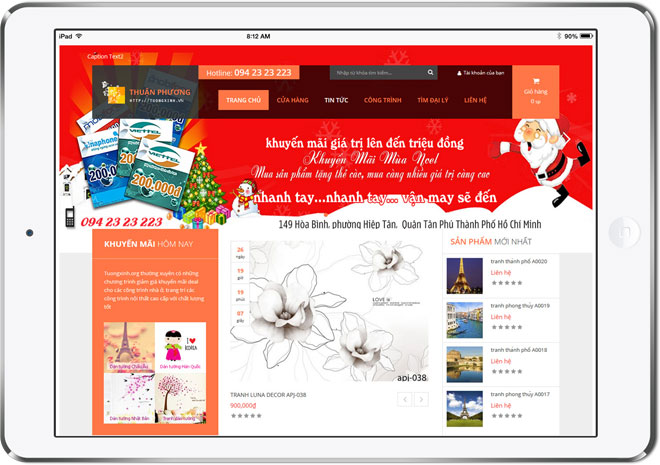 iPad
8:12 AM
90%
Caption Text2
Hotline: 094 23 23 223
Nhập từ khóa tìm kiếm...
Tài khoản của bạn
Giỏ hàng
0 sp
THUẬN PHƯƠNG
HTTP://TUONGXINH.VN
TRANG CHỦ
CỬA HÀNG
TIN TỨC
CÔNG TRÌNH
TÌM ĐẠI LÝ
LIÊN HỆ
khuyến mãi giá trị lên đến triệu đồng
Khuyến Mãi Mùa Noel
Mua sản phẩm tặng thẻ cào, mua càng nhiều giá trị càng cao
nhanh tay...nhanh tay... vận may sẽ đến
VIETTEL
vinaphone
VIETTEL
200.000
200.000đ
094 23 23 223
149 Hòa Bình, phường Hiệp Tân, Quận Tân Phú Thành Phố Hồ Chí Minh
KHUYẾN MÃI HÔM NAY
Tuongxinh.org thường xuyên có những
chương trình giảm giá khuyến mãi deal
cho các công trình nhà ở, trang trí các
công trình nội thất cao cấp với chất lượng
tốt
I
KOREA
Dán tường Châu Âu
Dán tường Hàn Quốc
Dán tường Nhật Bản
Tranh dán tường
26
ngày
19
giờ
19
phút
07
giây
LOVE is
apj-038
TRANH LUNA DECOR APJ-038
900,000₫
SẢN PHẨM MỚI NHẤT
tranh thành phố A0020
Liên hệ
tranh phong thủy A0019
Liên hệ
tranh thành phố A0018
Liên hệ
tranh phong thủy A0017
Liên hệ